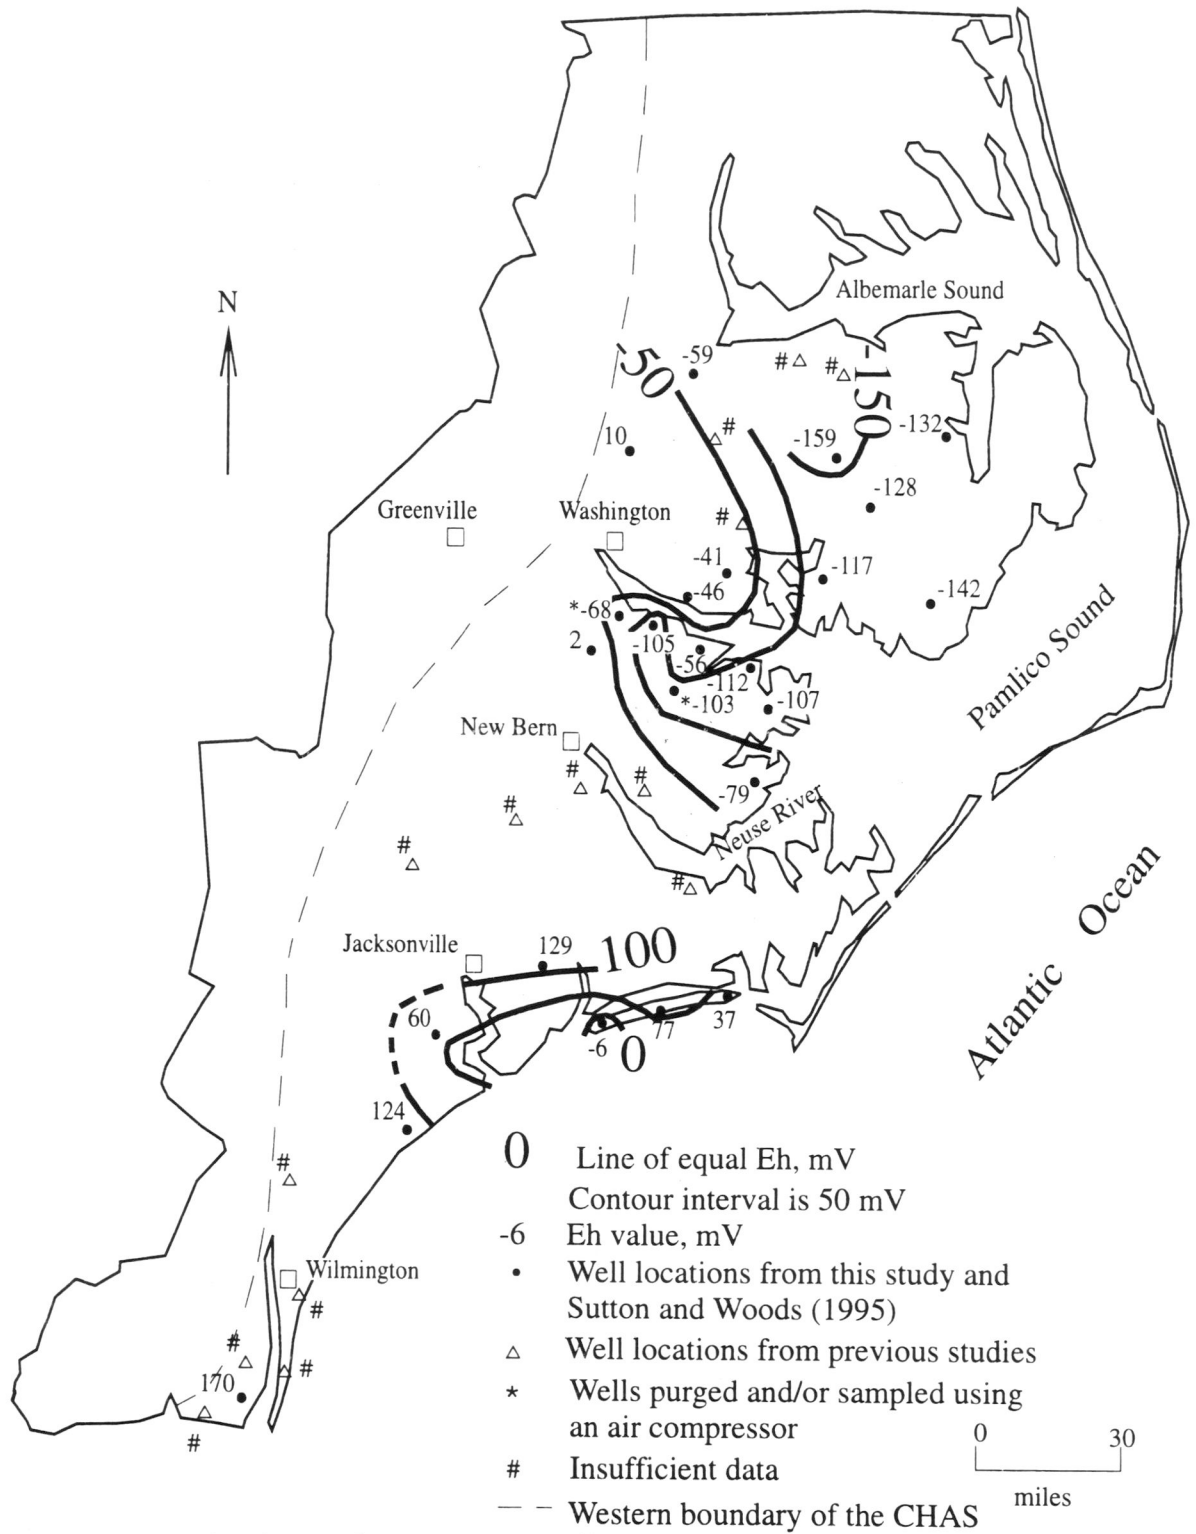 N
Albemarle Sound
-50
-59
#
#
-150
#
10
-159
-132
-128
Greenville
Washington
#
-41
-117
-46
-142
*-68
2
-105
-56
-112
*-103
-107
Pamlico Sound
New Bern
#
#
-79
#
Neuse River
#
#
Atlantic Ocean
Jacksonville
129
100
60
-6
0
77
37
124
#
Wilmington
#
#
#
170
#
0 Line of equal Eh, mV
Contour interval is 50 mV
-6 Eh value, mV
• Well locations from this study and
Sutton and Woods (1995)
△ Well locations from previous studies
* Wells purged and/or sampled using
an air compressor
# Insufficient data
— – Western boundary of the CHAS
0 30
miles